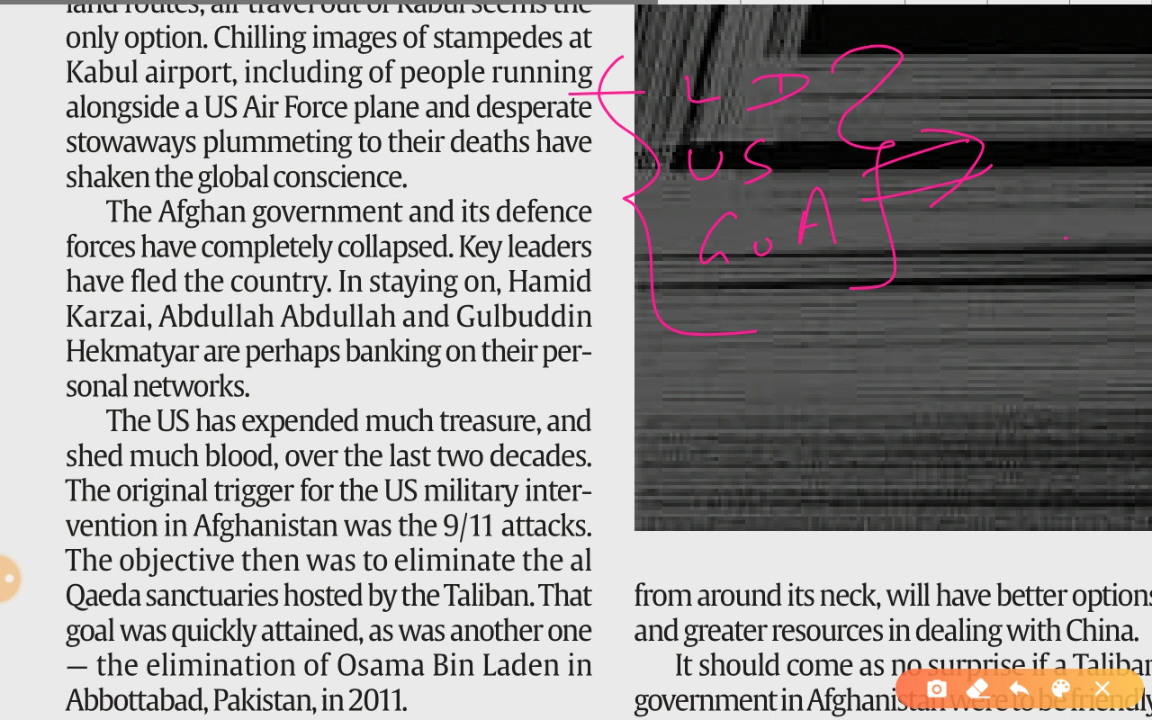 only option. Chilling images of stampedes at
Kabul airport, including of people running
alongside a US Air Force plane and desperate
stowaways plummeting to their deaths have
shaken the global conscience.
The Afghan government and its defence
forces have completely collapsed. Key leaders
have fled the country. In staying on, Hamid
Karzai, Abdullah Abdullah and Gulbuddin
Hekmatyar are perhaps banking on their per-
sonal networks.
The US has expended much treasure, and
shed much blood, over the last two decades.
The original trigger for the US military inter-
vention in Afghanistan was the 9/11 attacks.
The objective then was to eliminate the al
Qaeda sanctuaries hosted by the Taliban. That
goal was quickly attained, as was another one
— the elimination of Osama Bin Laden in
Abbottabad, Pakistan, in 2011.
US
GoA
from around its neck, will have better options
and greater resources in dealing with China.
It should come as no surprise if a Taliban
government in Afghanistan were to be friendly